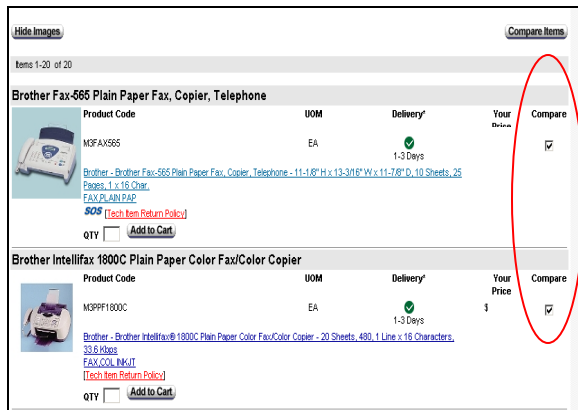 Hide Images Compare Items
Items 1-20 of 20
Brother Fax-565 Plain Paper Fax, Copier, Telephone
Product Code UOM Delivery* Your Price Compare
M3FAX565 EA
1-3 Days
Brother - Brother Fax-565 Plain Paper Fax, Copier, Telephone - 11-1/8" H x 13-3/16" W x 11-7/8" D, 10 Sheets, 25
Pages, 1 x 16 Char.
FAX,PLAIN PAP
SOS [Tech Item Return Policy]
QTY Add to Cart
Brother Intellifax 1800C Plain Paper Color Fax/Color Copier
Product Code UOM Delivery* Your Price Compare
M3PPF1800C EA $
1-3 Days
Brother - Brother Intellifax® 1800C Plain Paper Color Fax/Color Copier - 20 Sheets, 480, 1 Line x 16 Characters,
33.6 Kbps
FAX,COL INKJT
[Tech Item Return Policy]
QTY Add to Cart